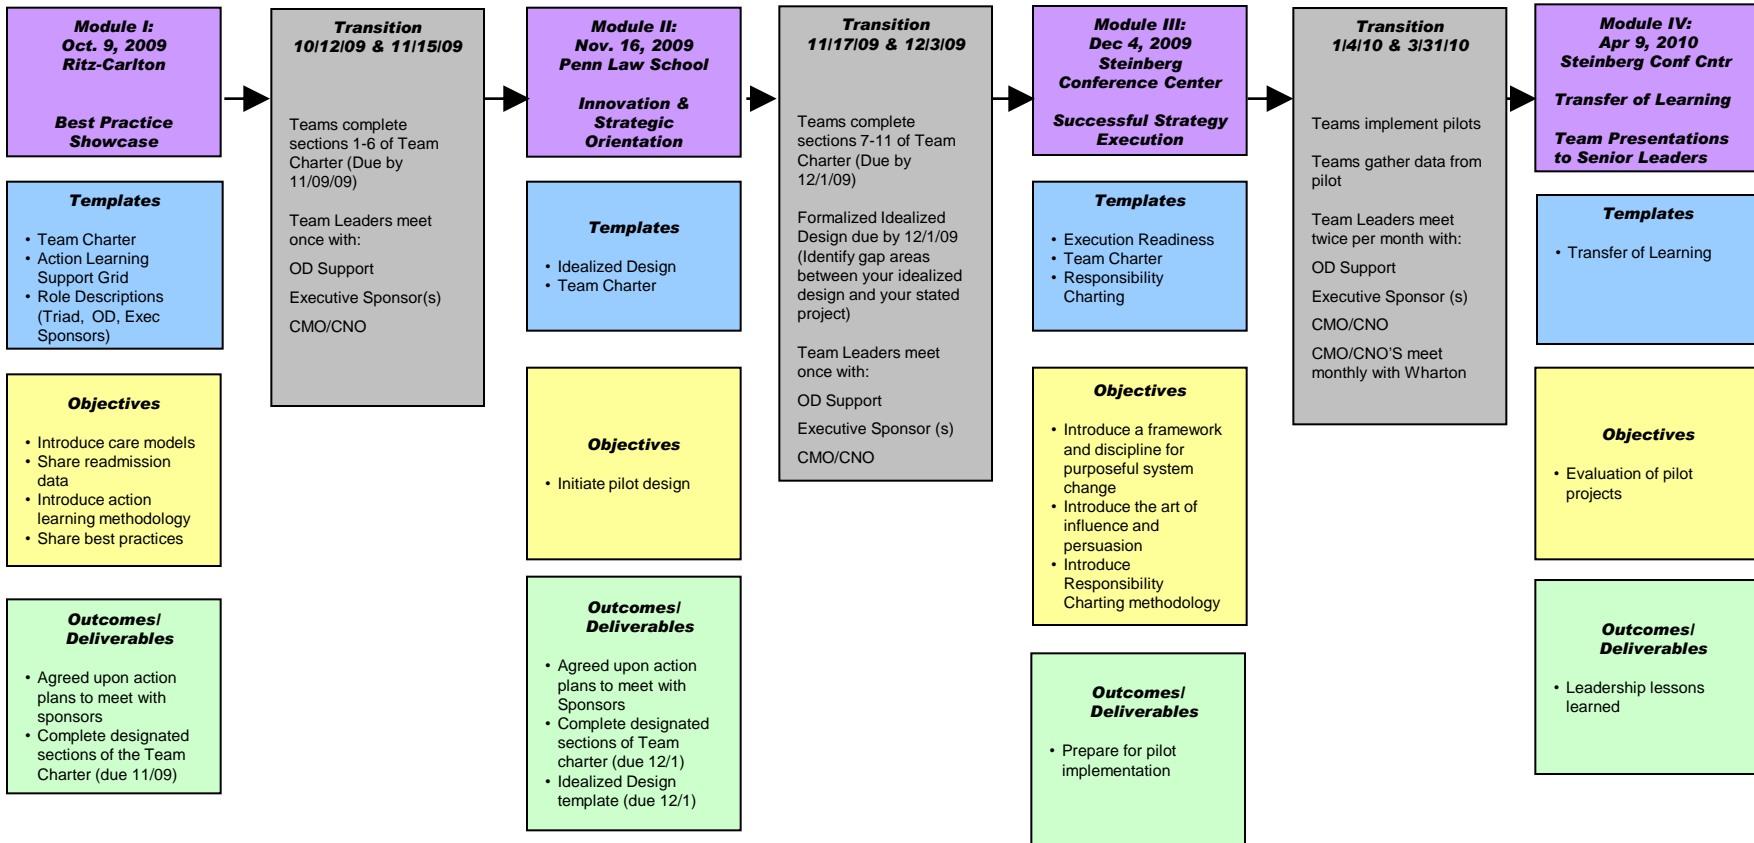 Module I:
Oct. 9, 2009
Ritz-Carlton
Best Practice
Showcase
Templates
• Team Charter
• Action Learning
Support Grid
• Role Descriptions
(Triad, OD, Exec
Sponsors)
Objectives
• Introduce care models
• Share readmission
data
• Introduce action
learning methodology
• Share best practices
Outcomes/
Deliverables
• Agreed upon action
plans to meet with
sponsors
• Complete designated
sections of the Team
Charter (due 11/09)
Transition
10/12/09 & 11/15/09
Teams complete
sections 1-6 of Team
Charter (Due by
11/09/09)
Team Leaders meet
once with:
OD Support
Executive Sponsor(s)
CMO/CNO
Module II:
Nov. 16, 2009
Penn Law School
Innovation &
Strategic
Orientation
Templates
• Idealized Design
• Team Charter
Objectives
• Initiate pilot design
Outcomes/
Deliverables
• Agreed upon action
plans to meet with
Sponsors
• Complete designated
sections of Team
charter (due 12/1)
• Idealized Design
template (due 12/1)
Transition
11/17/09 & 12/3/09
Teams complete
sections 7-11 of Team
Charter (Due by
12/1/09)
Formalized Idealized
Design due by 12/1/09
(Identify gap areas
between your idealized
design and your stated
project)
Team Leaders meet
once with:
OD Support
Executive Sponsor (s)
CMO/CNO
Module III:
Dec 4, 2009
Steinberg
Conference Center
Successful Strategy
Execution
Templates
• Execution Readiness
• Team Charter
• Responsibility
Charting
Objectives
• Introduce a framework
and discipline for
purposeful system
change
• Introduce the art of
influence and
persuasion
• Introduce
Responsibility
Charting methodology
Outcomes/
Deliverables
• Prepare for pilot
implementation
Transition
1/4/10 & 3/31/10
Teams implement pilots
Teams gather data from
pilot
Team Leaders meet
twice per month with:
OD Support
Executive Sponsor (s)
CMO/CNO
CMO/CNO'S meet
monthly with Wharton
Module IV:
Apr 9, 2010
Steinberg Conf Cntr
Transfer of Learning
Team Presentations
to Senior Leaders
Templates
• Transfer of Learning
Objectives
• Evaluation of pilot
projects
Outcomes/
Deliverables
• Leadership lessons
learned